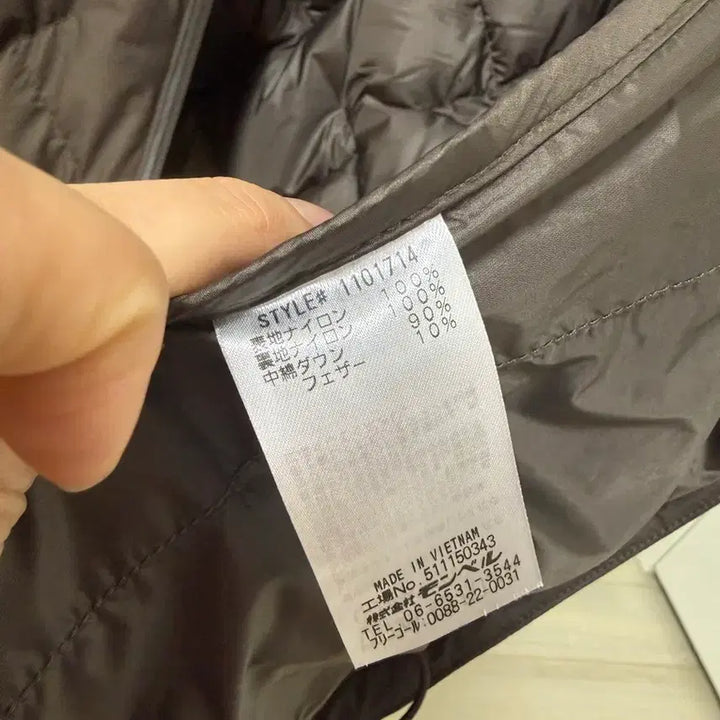 STYLE# 1101714
表地ナイロン 100%
裏地ナイロン 100%
中綿ダウン 90%
フェザー 10%
MADE IN VIETNAM
工場No.511150343
株式会社モンベル
TEL.06-6531-3544
フリーコール:0088-22-0031